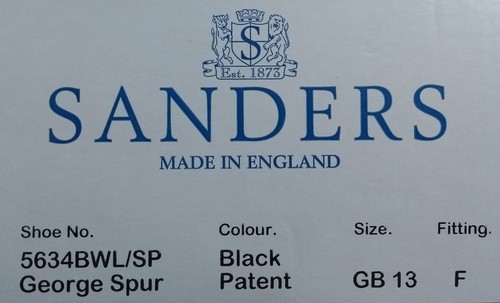 S
Est. 1873
SANDERS
MADE IN ENGLAND
Shoe No. Colour. Size. Fitting.
5634BWL/SP Black
George Spur Patent GB 13 F